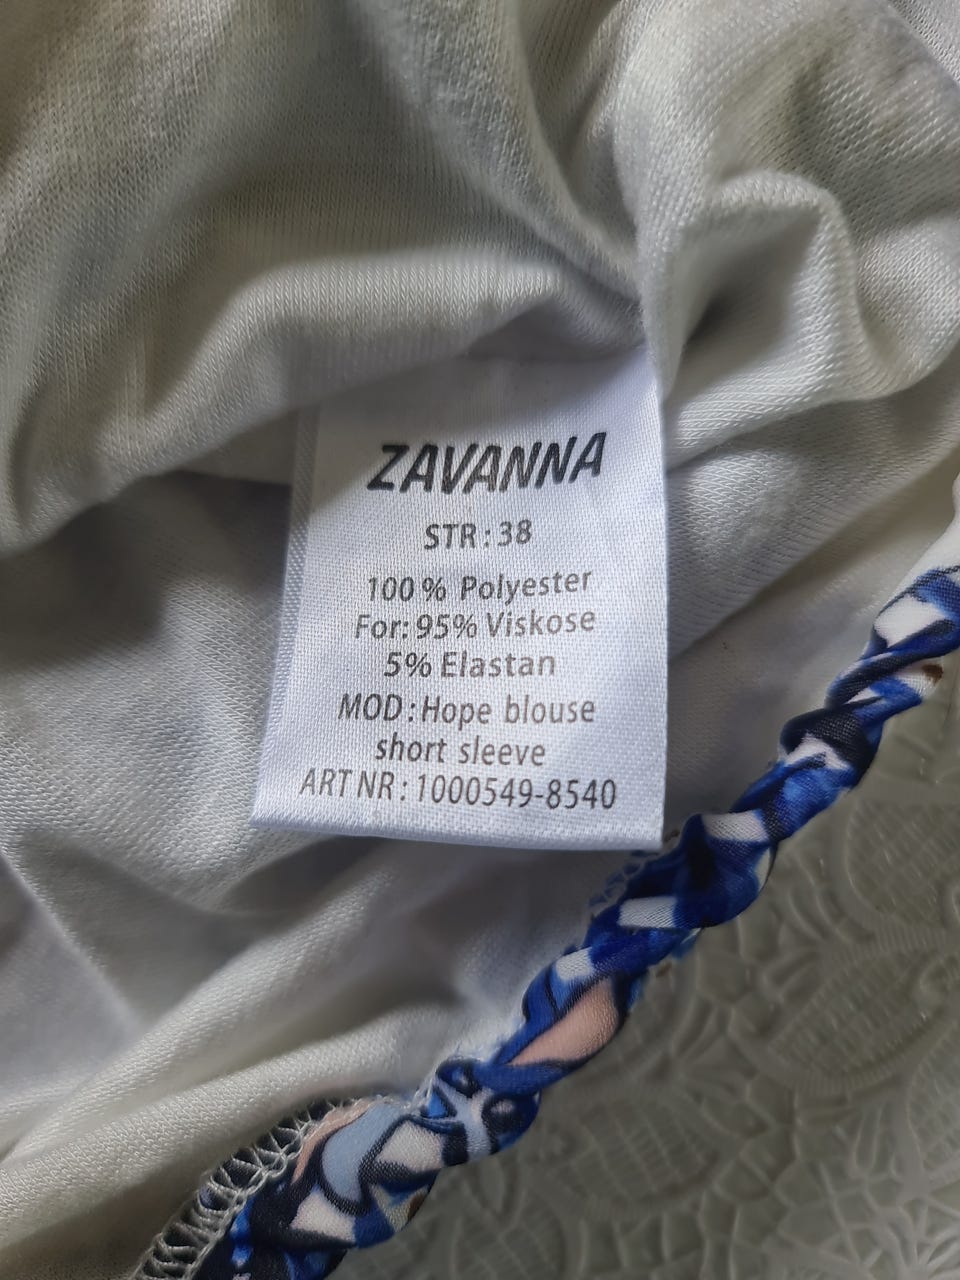 ZAVANNA
STR:38
100% Polyester
For: 95% Viskose
5% Elastan
MOD:Hope blouse
short sleeve
ART NR:1000549-8540